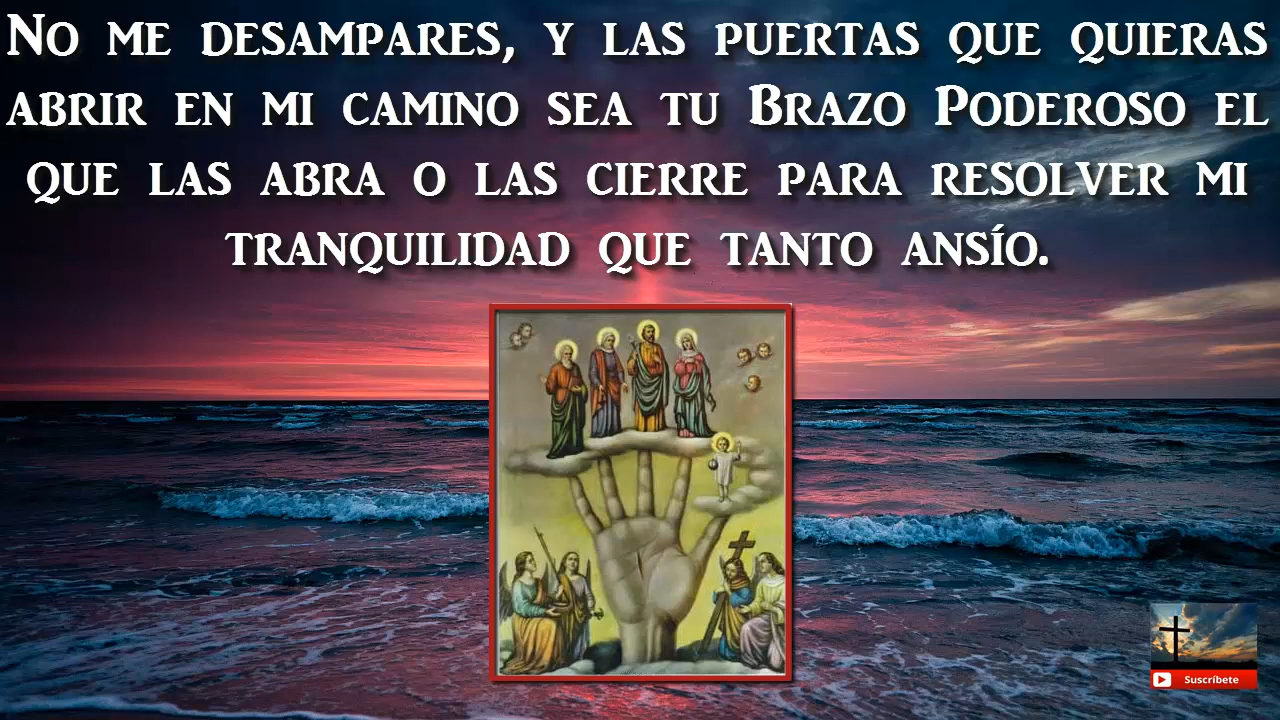 No me desampares, y las puertas que quieras
abrir en mi camino sea tu Brazo Poderoso el
que las abra o las cierre para resolver mi
tranquilidad que tanto ansío.
Suscríbete